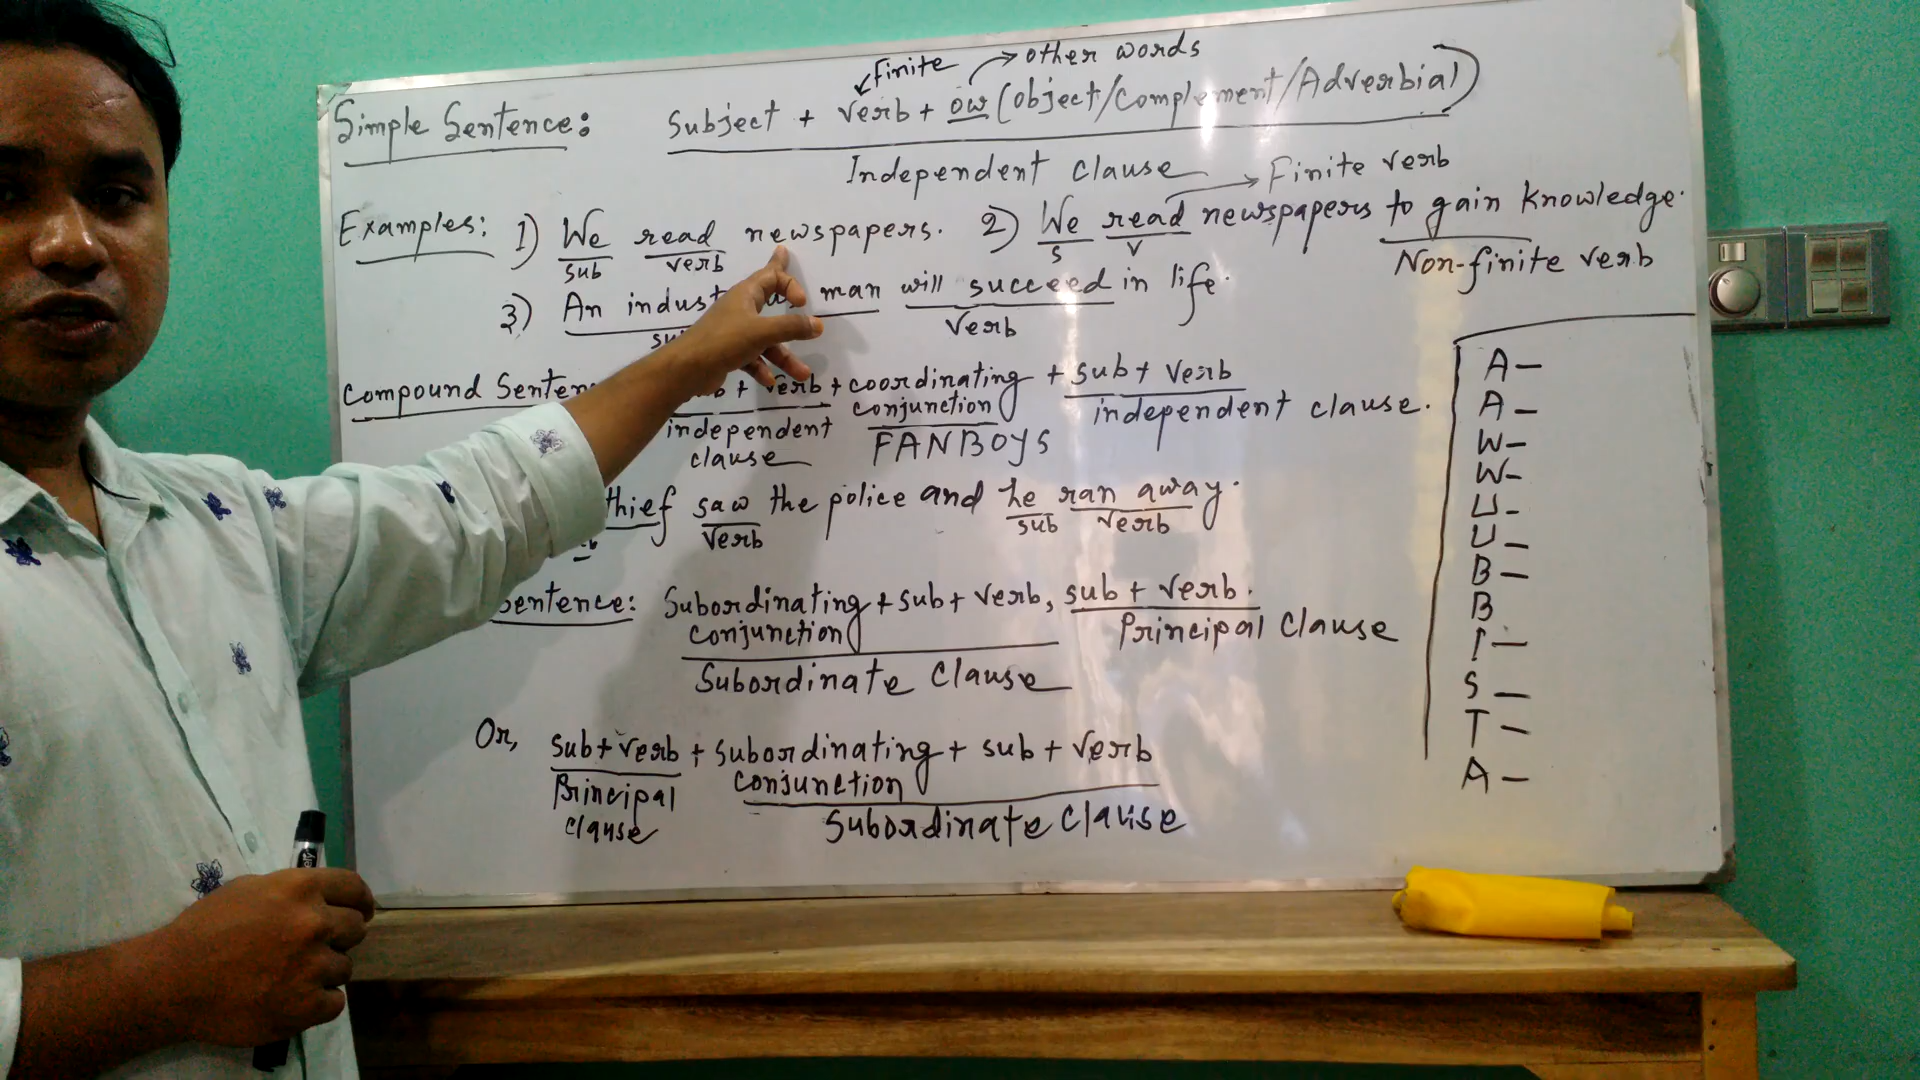 finite
other words
Simple Sentence: Subject + verb + ow (object/complement/Adverbial)
Independent clause
Finite verb
Examples: 1) We read newspapers. 2) We read newspapers to gain knowledge.
sub verb S V Non-finite verb
3) An man will succeed in life.
verb
Compound + verb + coordinating conjunction + sub + verb
independent clause
FANBOYS
independent clause.
thief saw the police and he ran away.
verb sub verb
Sentence: Subordinating conjunction + sub + verb, sub + verb.
Subordinate clause
Principal clause
Or, sub + verb + subordinating conjunction + sub + verb
Principal clause
Subordinate clause
A-
A-
W-
W-
U-
U-
B-
B
I-
S-
T-
A-